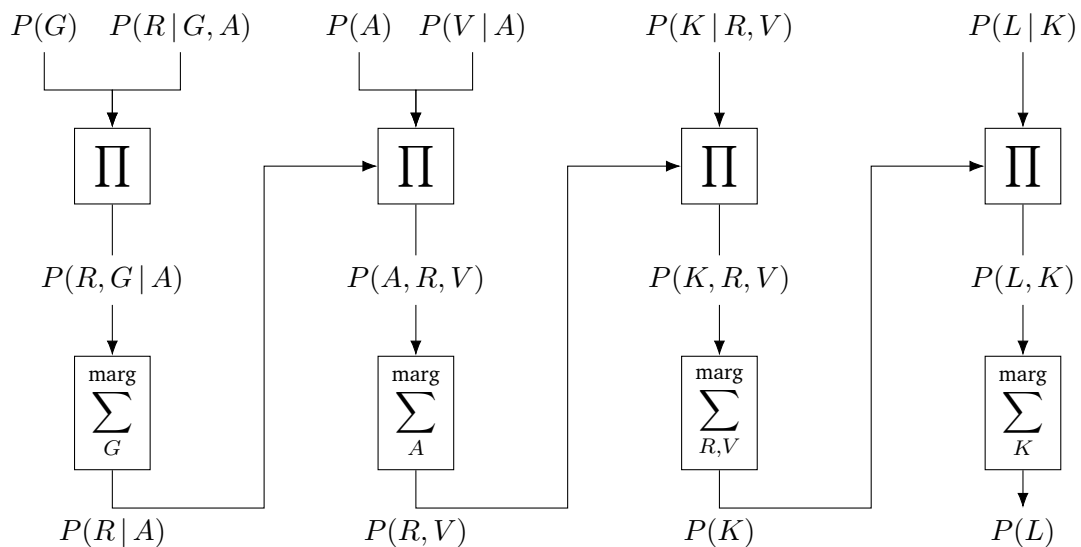 P(G) P(R | G, A) P(A) P(V | A) P(K | R, V) P(L | K)
∏ ∏ ∏ ∏
P(R, G | A) P(A, R, V) P(K, R, V) P(L, K)
marg marg marg marg
∑ ∑ ∑ ∑
G A R,V K
P(R | A) P(R, V) P(K) P(L)